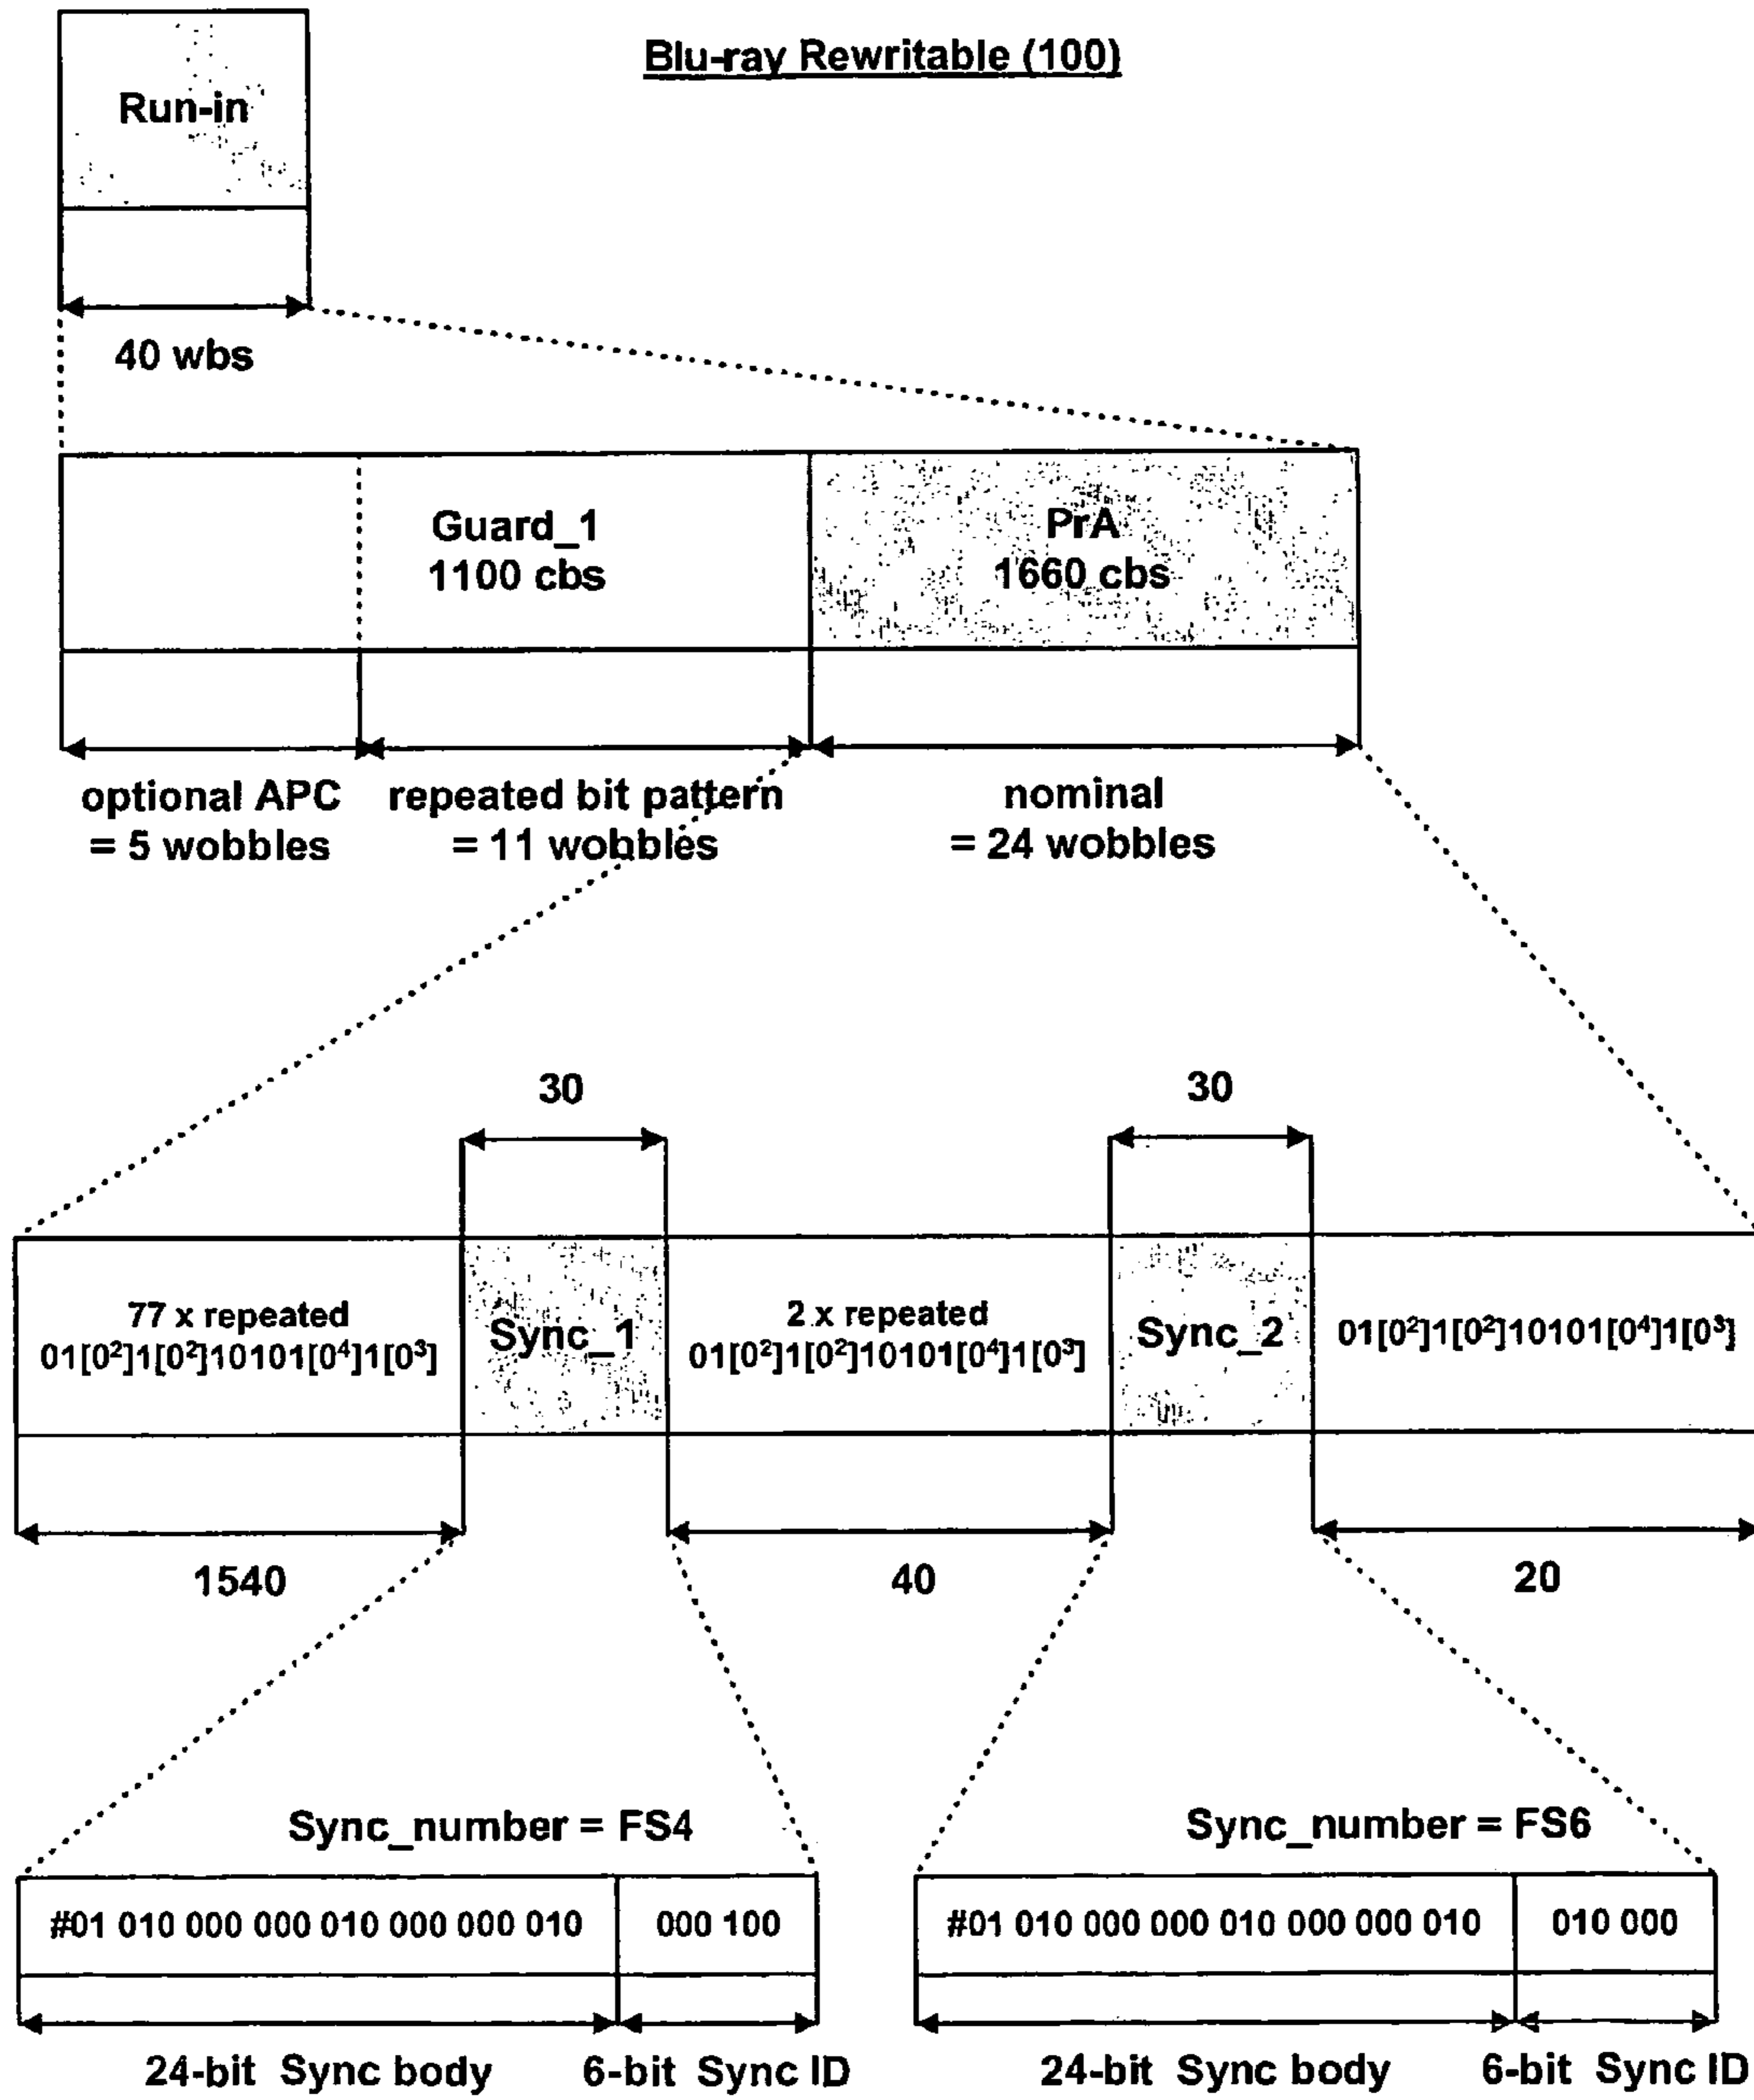 Blu-ray Rewritable (100)
Run-in
40 wbs
Guard_1
1100 cbs
PrA
1660 cbs
optional APC
= 5 wobbles
repeated bit pattern
= 11 wobbles
nominal
= 24 wobbles
30
30
77 x repeated
01[0²]1[0²]10101[0⁴]1[0³]
Sync_1
2 x repeated
01[0²]1[0²]10101[0⁴]1[0³]
Sync_2
01[0²]1[0²]10101[0⁴]1[0³]
1540
40
20
Sync_number = FS4
#01 010 000 000 010 000 000 010
000 100
24-bit Sync body
6-bit Sync ID
Sync_number = FS6
#01 010 000 000 010 000 000 010
010 000
24-bit Sync body
6-bit Sync ID